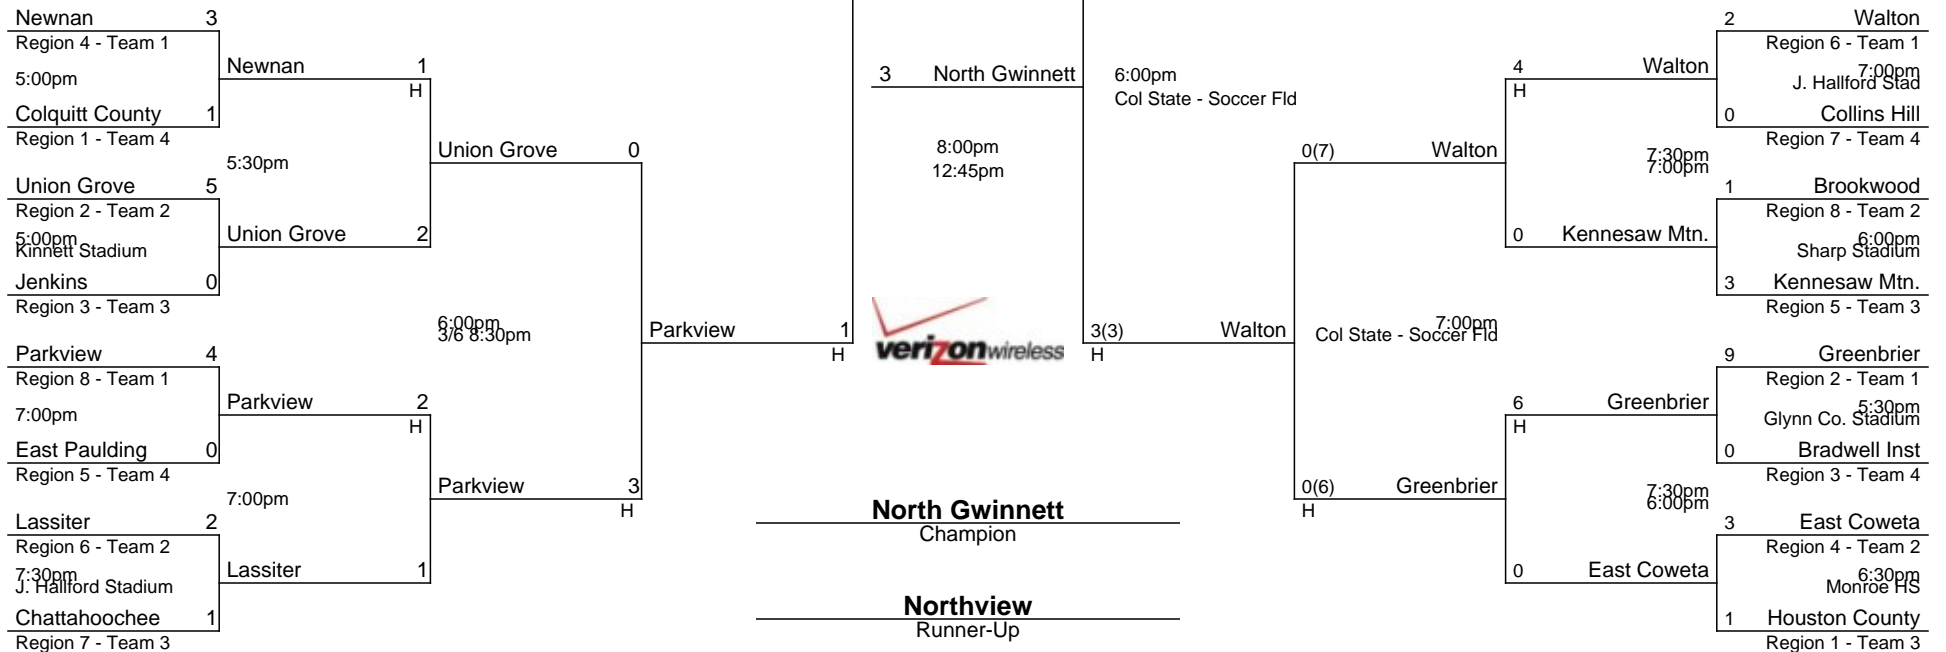 Newnan 3
Region 4 - Team 1
5:00pm
Colquitt County 1
Region 1 - Team 4
Union Grove 5
Region 2 - Team 2
5:00pm
Kinnett Stadium
Jenkins 0
Region 3 - Team 3
Parkview 4
Region 8 - Team 1
7:00pm
East Paulding 0
Region 5 - Team 4
Lassiter 2
Region 6 - Team 2
7:30pm
J. Hallford Stadium
Chattahoochee 1
Region 7 - Team 3
Newnan 1
H
5:30pm
Union Grove 2
Parkview 2
H
7:00pm
Lassiter 1
Union Grove 0
6:00pm
3/6 8:30pm
Parkview 3
H
Parkview 1
H
3 North Gwinnett
8:00pm
12:45pm
verizonwireless
North Gwinnett
Champion
Northview
Runner-Up
6:00pm
Col State - Soccer Fld
3(3) Walton
H
0(7) Walton
7:00pm
Col State - Soccer Fld
0(6) Greenbrier
H
4 Walton
H
7:30pm
7:00pm
0 Kennesaw Mtn.
6 Greenbrier
H
7:30pm
6:00pm
0 East Coweta
2 Walton
Region 6 - Team 1
7:00pm
J. Hallford Stad
0 Collins Hill
Region 7 - Team 4
1 Brookwood
Region 8 - Team 2
6:00pm
Sharp Stadium
3 Kennesaw Mtn.
Region 5 - Team 3
9 Greenbrier
Region 2 - Team 1
5:30pm
Glynn Co. Stadium
0 Bradwell Inst
Region 3 - Team 4
3 East Coweta
Region 4 - Team 2
6:30pm
Monroe HS
1 Houston County
Region 1 - Team 3